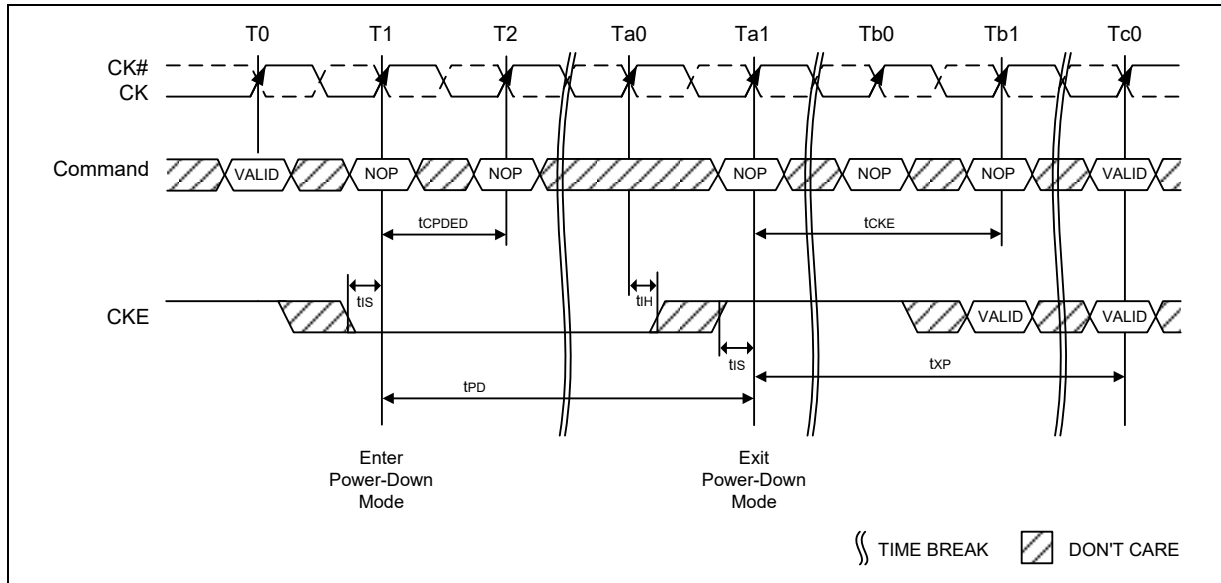 T0 T1 T2 Ta0 Ta1 Tb0 Tb1 Tc0
CK#
CK
Command VALID NOP NOP NOP NOP NOP VALID
tCPDED tCKE
tIS tIH
CKE VALID VALID
tIS
tPD tXP
Enter Power-Down Mode
Exit Power-Down Mode
TIME BREAK DON'T CARE